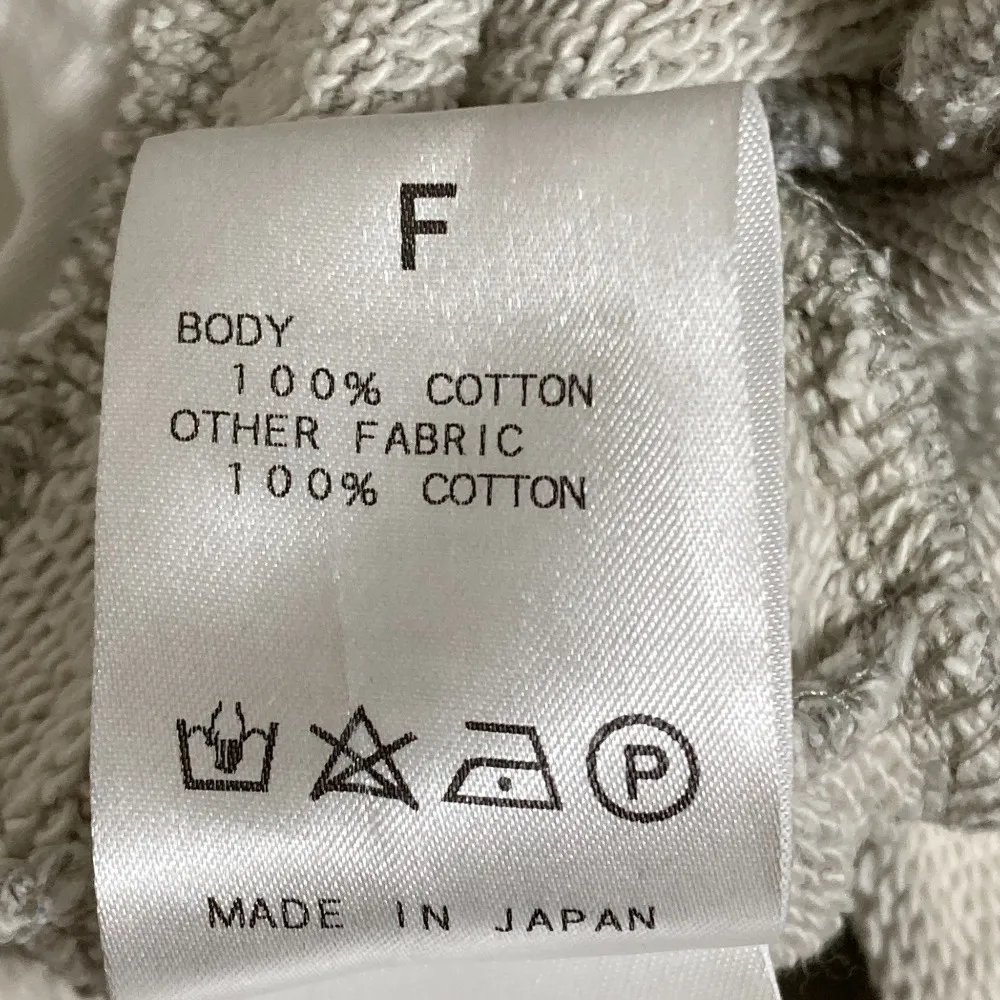 F
BODY
100% COTTON
OTHER FABRIC
100% COTTON
P
MADE IN JAPAN